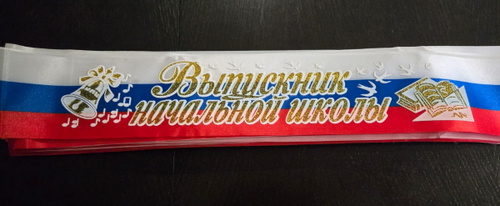 Выпускник
начальной школы